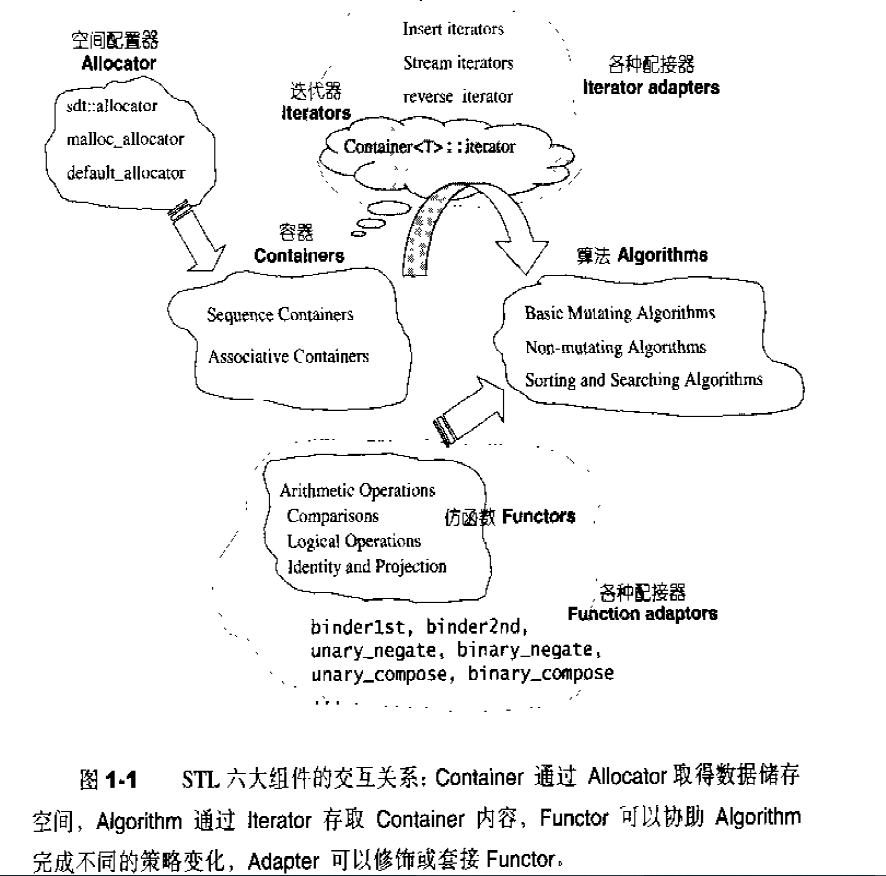 空间配置器
Allocator
sdt::allocator
malloc_allocator
default_allocator
Insert iterators
Stream iterators
reverse iterator
各种配接器
Iterator adapters
迭代器
Iterators
Container<T>::iterator
容器
Containers
Sequence Containers
Associative Containers
算法 Algorithms
Basic Mutating Algorithms
Non-mutating Algorithms
Sorting and Searching Algorithms
Arithmetic Operations
Comparisons
Logical Operations
Identity and Projection
仿函数 Functors
各种配接器
Function adaptors
binder1st, binder2nd,
unary_negate, binary_negate,
unary_compose, binary_compose
...
图 1-1 STL 六大组件的交互关系：Container 通过 Allocator 取得数据储存
空间，Algorithm 通过 Iterator 存取 Container 内容，Functor 可以协助 Algorithm
完成不同的策略变化，Adapter 可以修饰或套接 Functor。